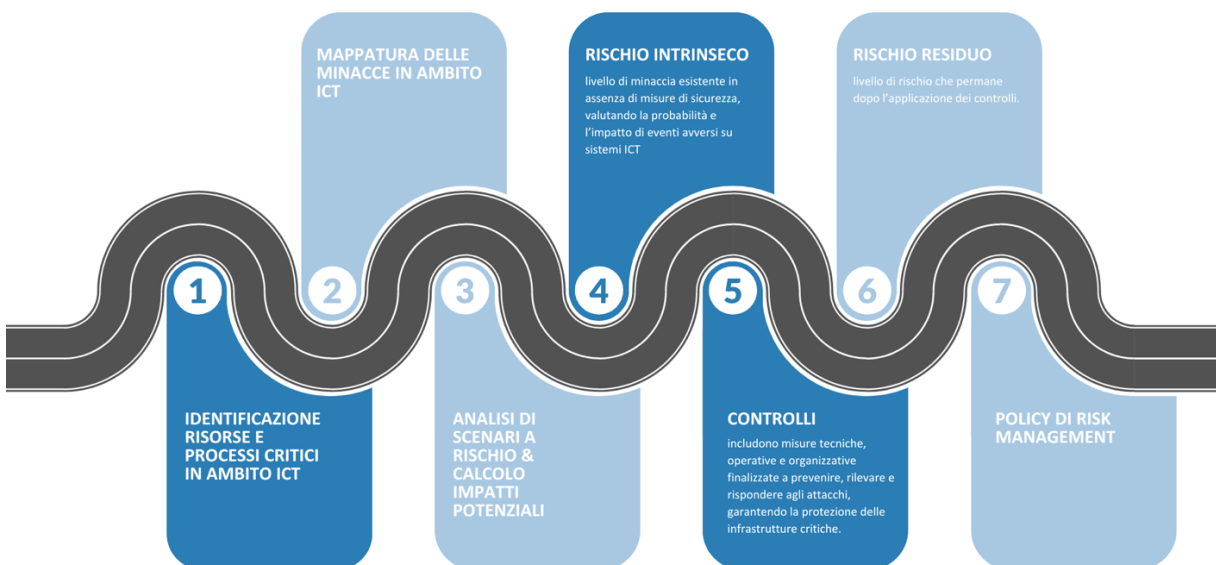 1
IDENTIFICAZIONE
RISORSE E
PROCESSI CRITICI
IN AMBITO ICT
2
MAPPATURA DELLE
MINACCE IN AMBITO
ICT
3
ANALISI DI
SCENARI A
RISCHIO &
CALCOLO
IMPATTI
POTENZIALI
4
RISCHIO INTRINSECO
livello di minaccia esistente in
assenza di misure di sicurezza,
valutando la probabilità e
l'impatto di eventi avversi su
sistemi ICT
5
CONTROLLI
includono misure tecniche,
operative e organizzative
finalizzate a prevenire, rilevare e
rispondere agli attacchi,
garantendo la protezione delle
infrastrutture critiche.
6
RISCHIO RESIDUO
livello di rischio che permane
dopo l'applicazione dei controlli.
7
POLICY DI RISK
MANAGEMENT